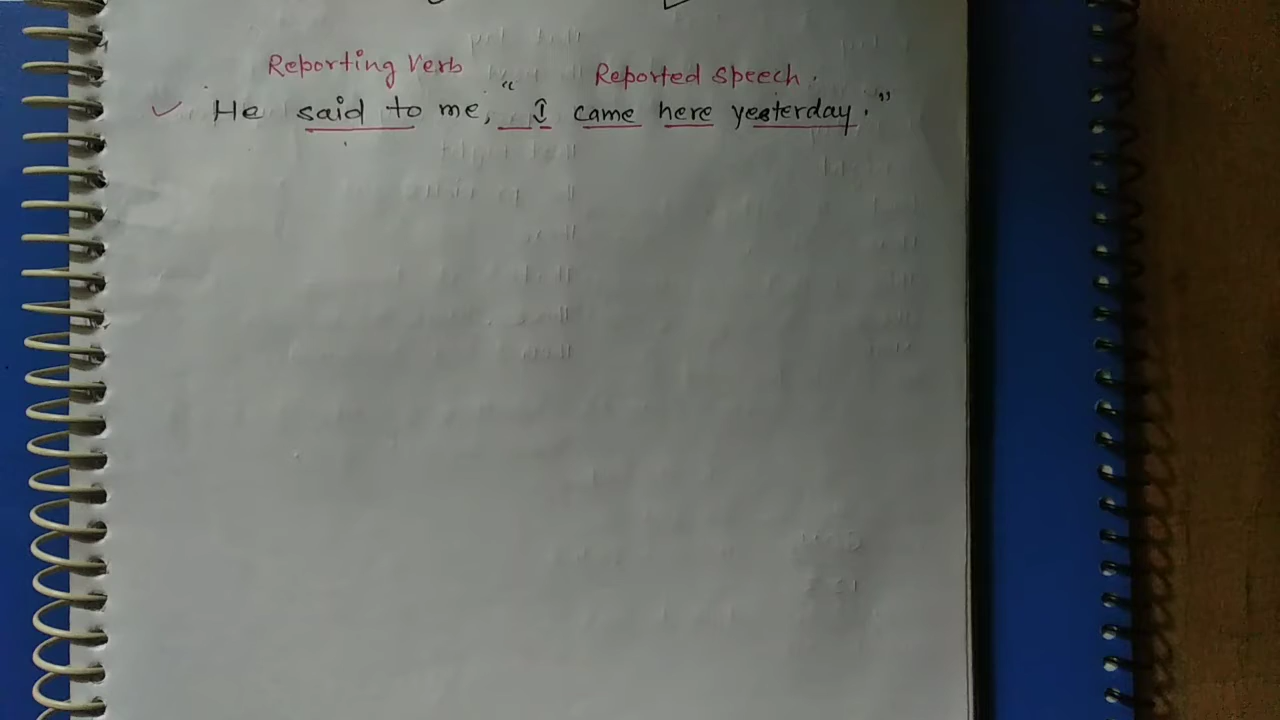 Reporting Verb Reported speech.
He said to me, "I came here yesterday."